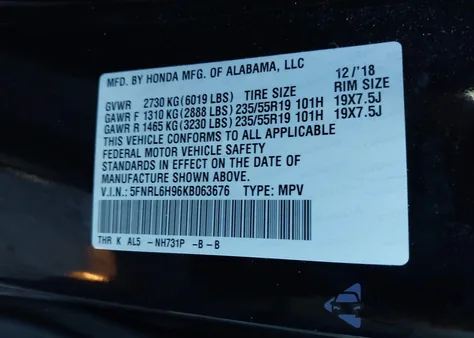 MFD. BY HONDA MFG. OF ALABAMA, LLC 12/'18
GVWR 2730 KG(6019 LBS) TIRE SIZE RIM SIZE
GAWR F 1310 KG(2888 LBS)235/55R19 101H 19X7.5J
GAWR R 1465 KG(3230 LBS)235/55R19 101H 19X7.5J
THIS VEHICLE CONFORMS TO ALL APPLICABLE
FEDERAL MOTOR VEHICLE SAFETY
STANDARDS IN EFFECT ON THE DATE OF
MANUFACTURE SHOWN ABOVE.
V.I.N.: 5FNRL6H96KB063676 TYPE: MPV
THR K AL5 -NH731P -B-B